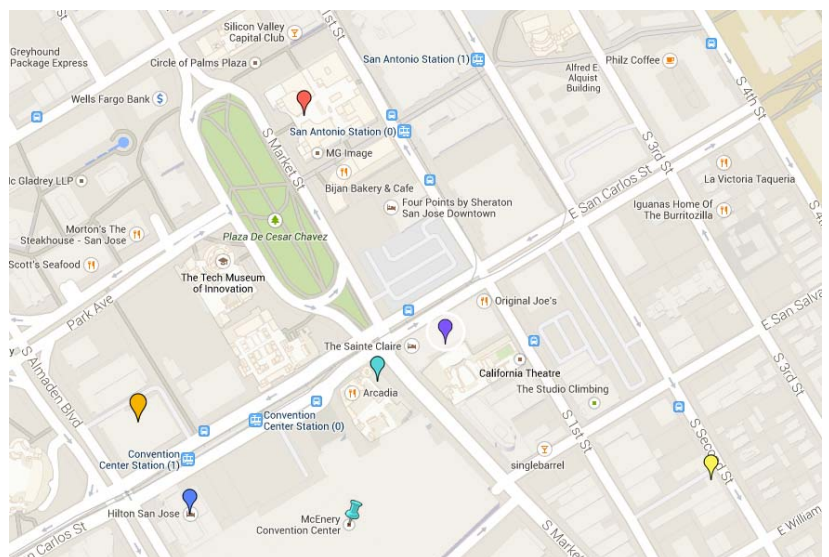 Silicon Valley
Capital Club
S 1st St
Greyhound
Package Express
Circle of Palms Plaza
San Antonio Station (1)
Alfred E.
Alquist
Building
Philz Coffee
S 4th St
Wells Fargo Bank
$
San Antonio Station (0)
S 3rd St
S Market St
MG Image
Gladrey LLP
Bijan Bakery & Cafe
La Victoria Taqueria
E San Carlos St
Four Points by Sheraton
San Jose Downtown
Iguanas Home Of
The Burritozilla
Morton's The
Steakhouse - San Jose
Plaza De Cesar Chavez
Scott's Seafood
The Tech Museum
of Innovation
Park Ave
Original Joe's
E San Salva
The Sainte Claire
S Almaden Blvd
California Theatre
S 3rd St
Arcadia
The Studio Climbing
Convention
Center Station (0)
S 1st St
S Second St
Convention
Center Station (1)
singlebarrel
Hilton San Jose
McEnery
Convention Center
San Carlos St
S Market
E William